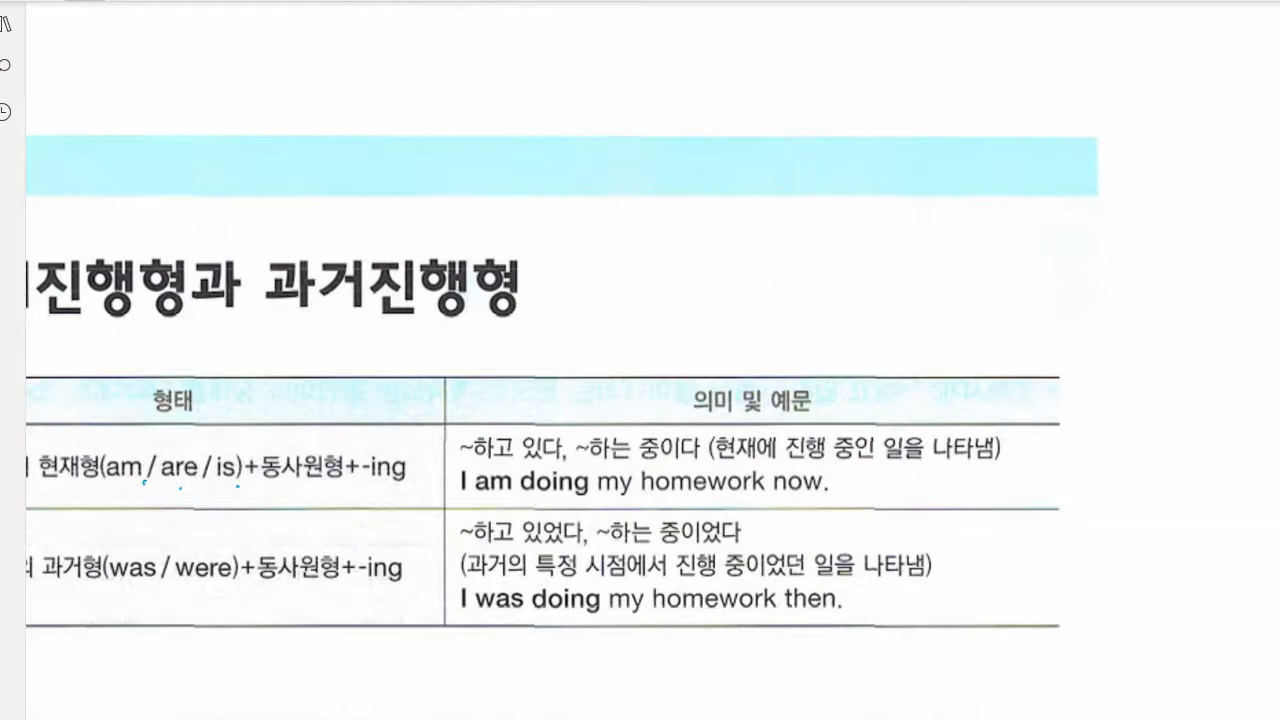 진행형과 과거진행형
형태
의미 및 예문
현재형(am / are / is)+동사원형+-ing
~하고 있다, ~하는 중이다 (현재에 진행 중인 일을 나타냄)
I am doing my homework now.
과거형(was / were)+동사원형+-ing
~하고 있었다, ~하는 중이었다
(과거의 특정 시점에서 진행 중이었던 일을 나타냄)
I was doing my homework then.